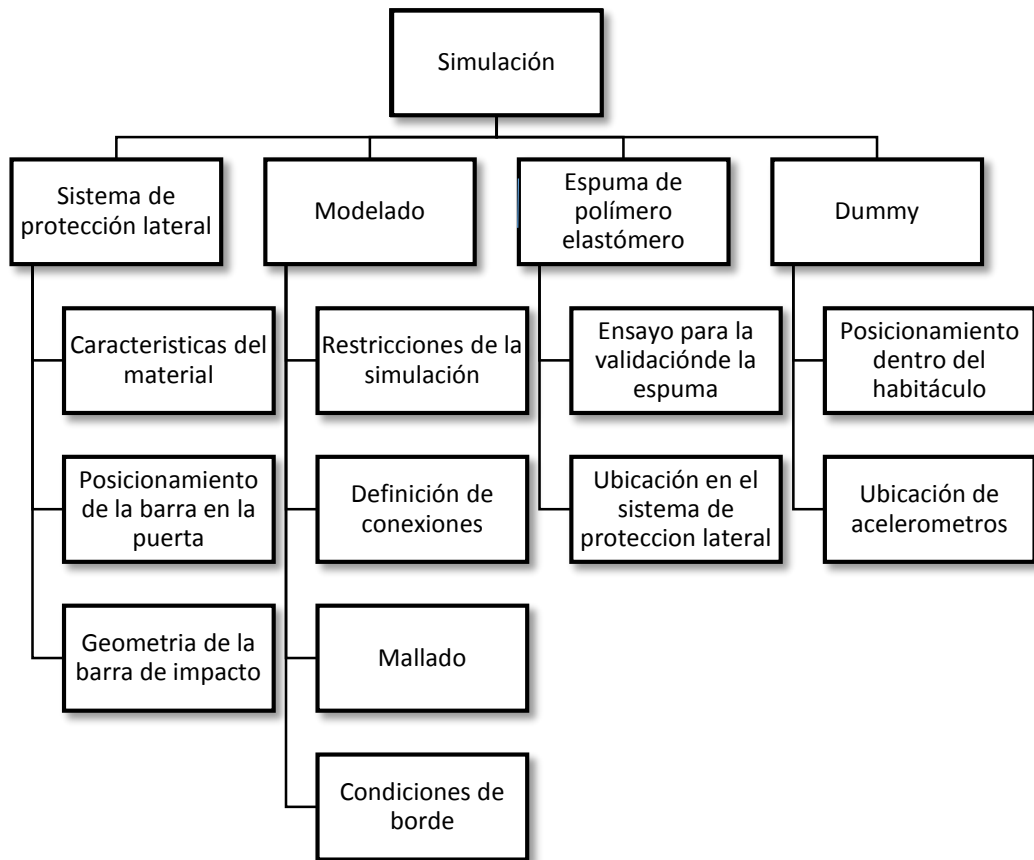 Simulación
Sistema de
protección lateral
Caracteristicas del
material
Posicionamiento
de la barra en la
puerta
Geometria de la
barra de impacto
Modelado
Restricciones de la
simulación
Definición de
conexiones
Mallado
Condiciones de
borde
Espuma de
polímero
elastómero
Ensayo para la
validaciónde la
espuma
Ubicación en el
sistema de
proteccion lateral
Dummy
Posicionamiento
dentro del
habitáculo
Ubicación de
acelerometros